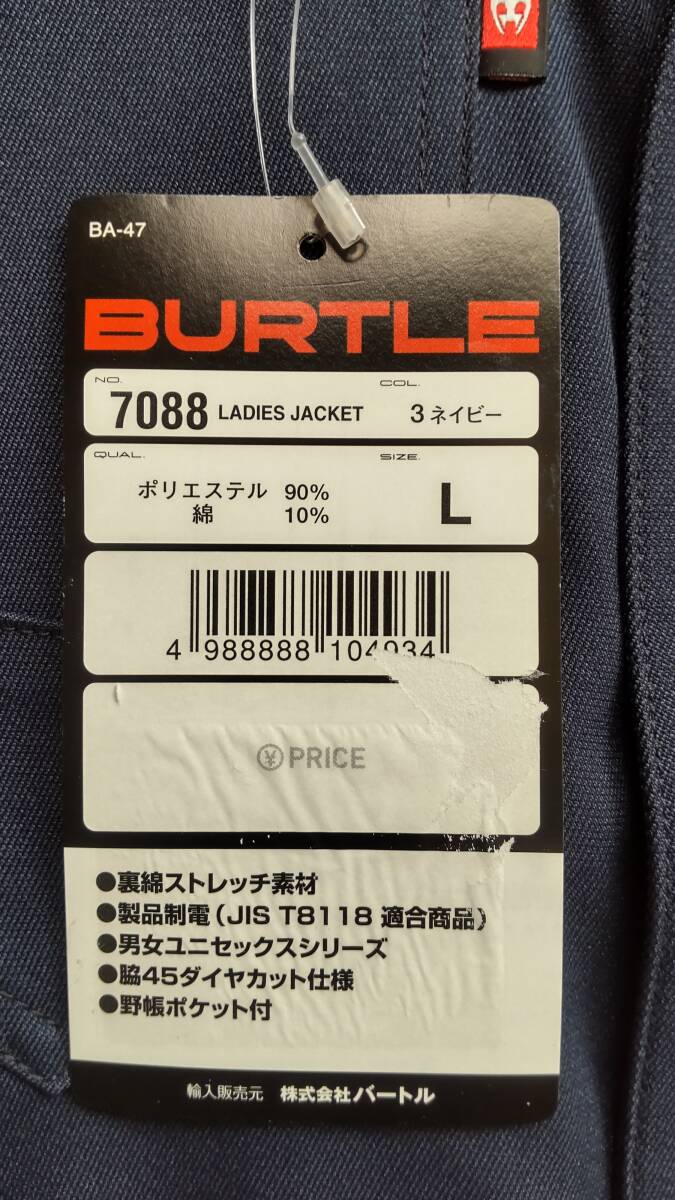 BA-47
BURTLE
NO.
7088 LADIES JACKET
COL.
3 ネイビー
QUAL.
ポリエステル 90%
綿 10%
SIZE.
L
4 988888 104934
¥ PRICE
●裏綿ストレッチ素材
●製品制電(JIS T8118 適合商品)
●男女ユニセックスシリーズ
●脇45ダイヤカット仕様
●野帳ポケット付
輸入販売元 株式会社バートル